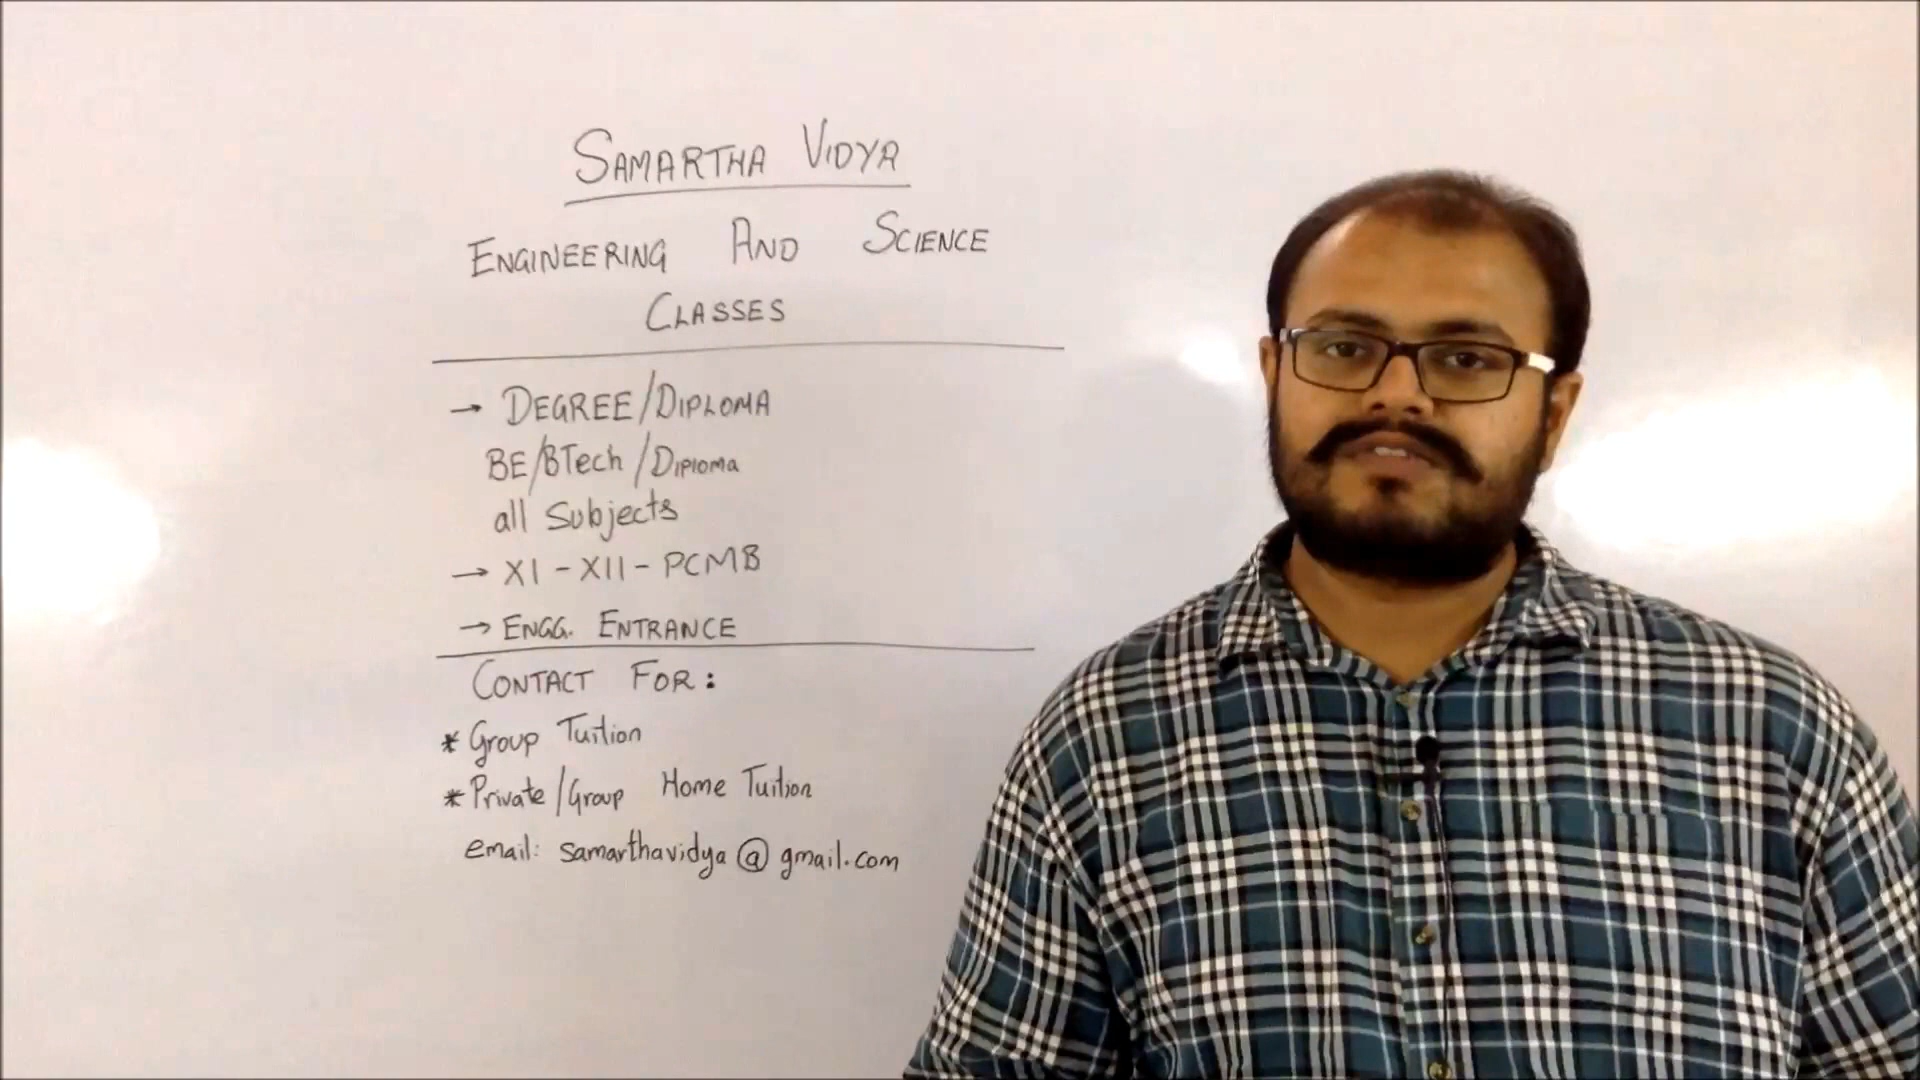 SAMARTHA VIDYA
ENGINEERING AND SCIENCE
CLASSES
→ DEGREE/DIPLOMA
BE/BTech/DIPLOMA
all Subjects
→ XI - XII - PCMB
→ ENGG. ENTRANCE
CONTACT FOR:
* Group Tuition
* Private/Group Home Tuition
email: samarthavidya@gmail.com